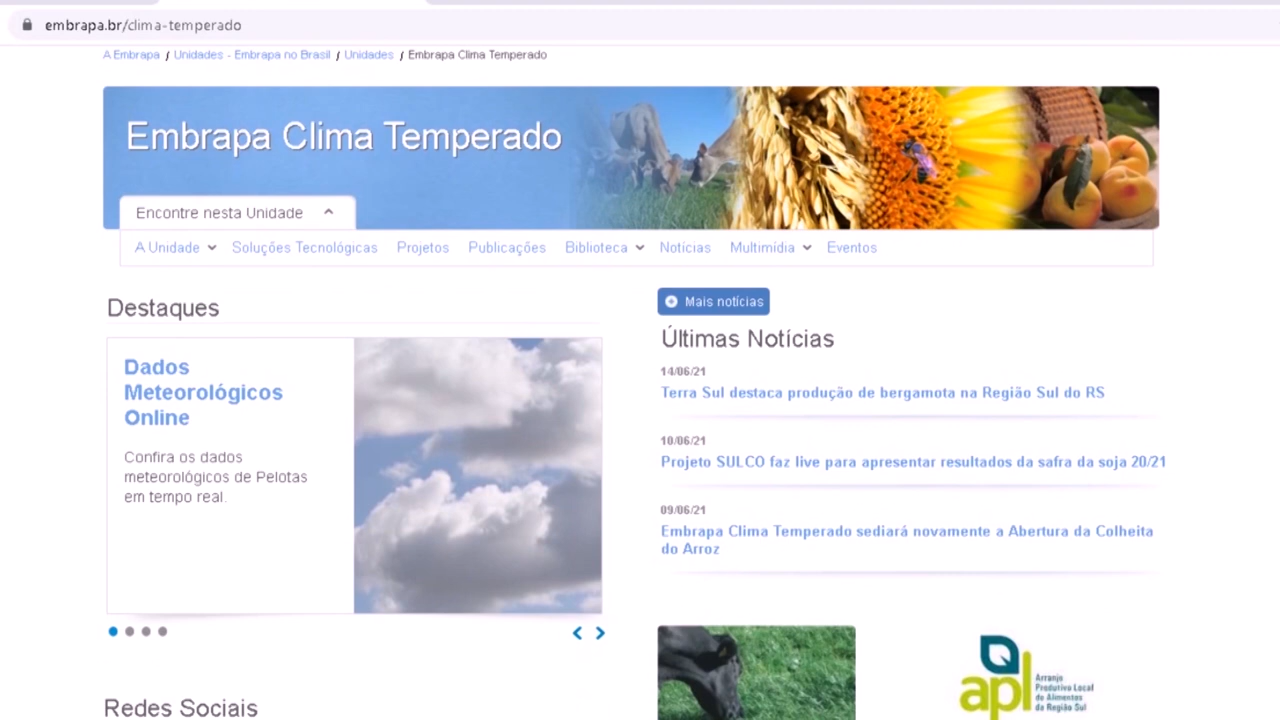 embrapa.br/clima-temperado
A Embrapa / Unidades - Embrapa no Brasil / Unidades / Embrapa Clima Temperado
Embrapa Clima Temperado
Encontre nesta Unidade
A Unidade Soluções Tecnológicas Projetos Publicações Biblioteca Notícias Multimídia Eventos
Destaques
Dados
Meteorológicos
Online
Confira os dados
meteorológicos de Pelotas
em tempo real.
Redes Sociais
Mais notícias
Últimas Notícias
14/06/21
Terra Sul destaca produção de bergamota na Região Sul do RS
10/06/21
Projeto SULCO faz live para apresentar resultados da safra da soja 20/21
09/06/21
Embrapa Clima Temperado sediará novamente a Abertura da Colheita
do Arroz
apl
Arranjo
Produtivo Local
de Alimentos
da Região Sul